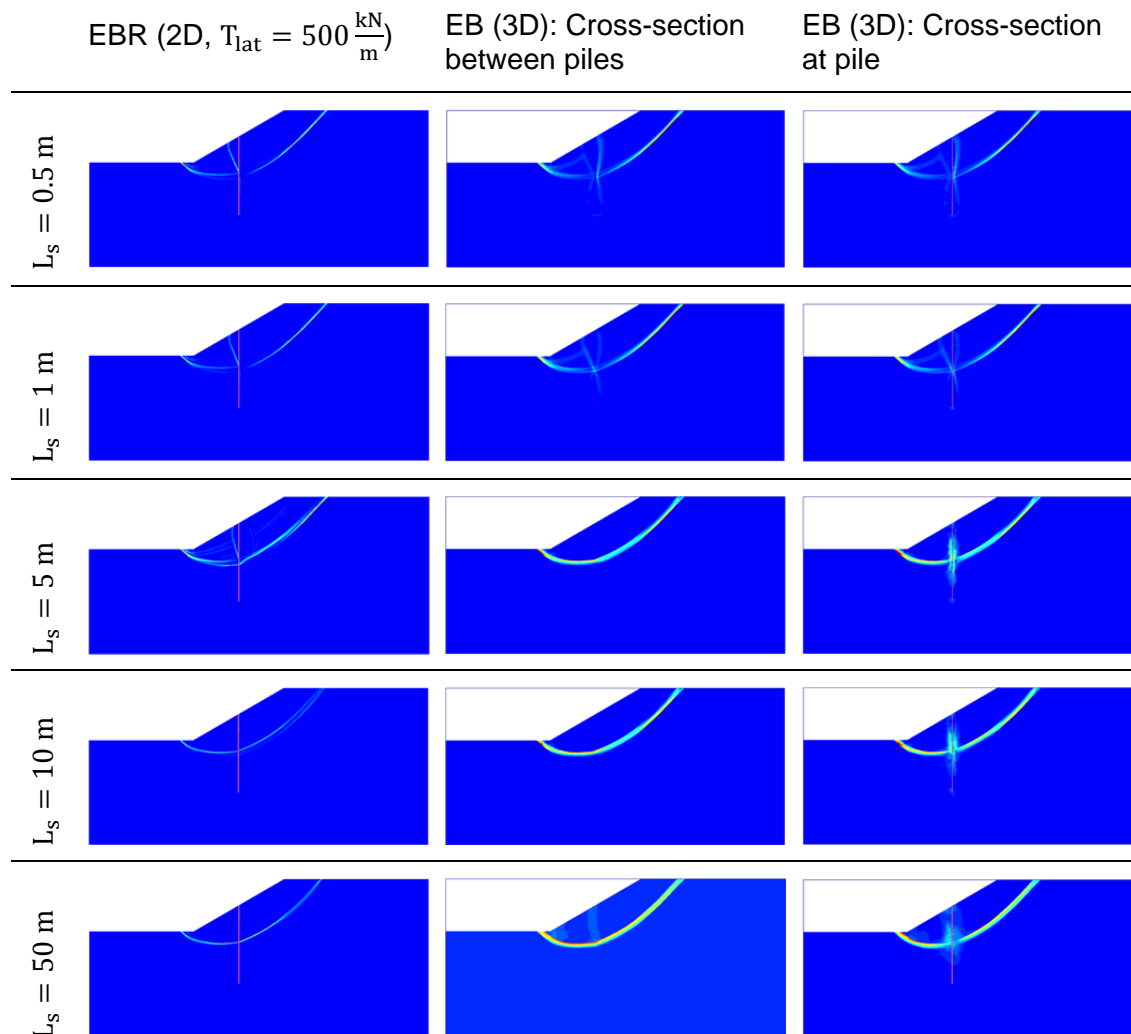 EBR (2D, T_lat = 500 kN/m)
EB (3D): Cross-section
between piles
EB (3D): Cross-section
at pile
L_s = 0.5 m
L_s = 1 m
L_s = 5 m
L_s = 10 m
L_s = 50 m